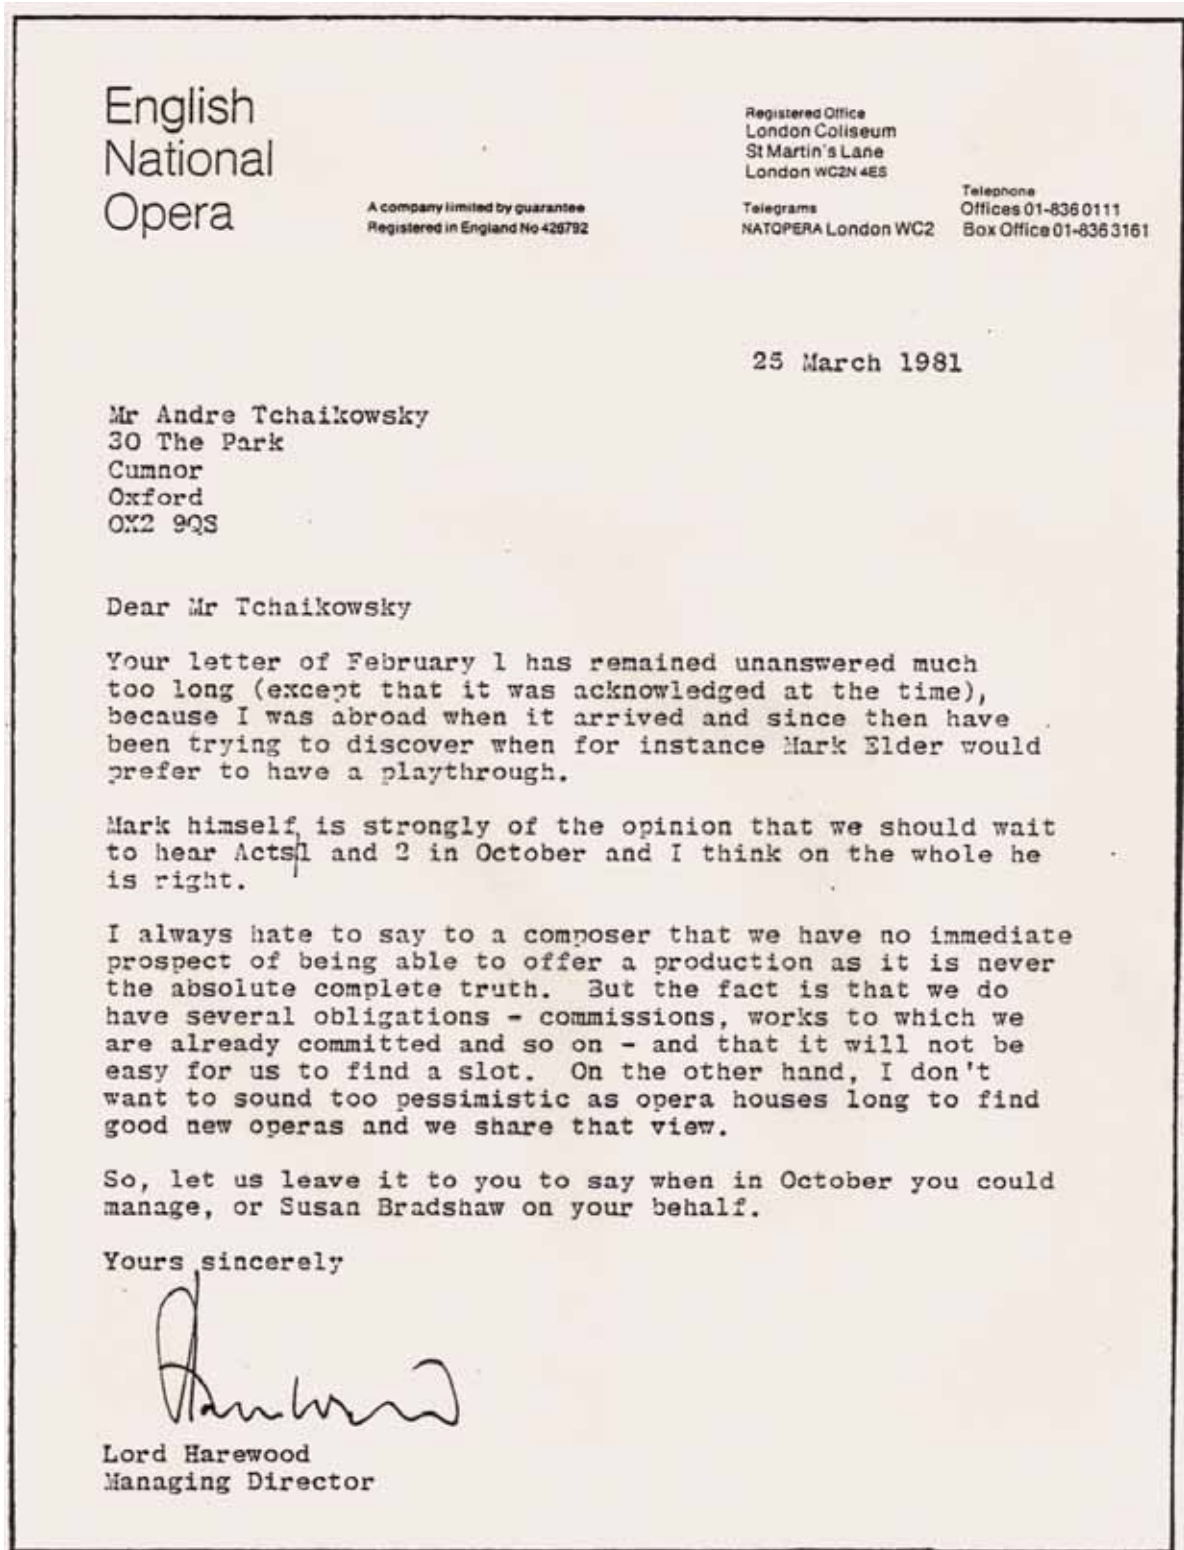 English
National
Opera
A company limited by guarantee
Registered in England No 426792
Registered Office
London Coliseum
St Martin's Lane
London WC2N 4ES
Telegrams
NATOPERA London WC2
Telephone
Offices 01-836 0111
Box Office 01-836 3161
25 March 1981
Mr Andre Tchaikowsky
30 The Park
Cumnor
Oxford
OX2 9QS
Dear Mr Tchaikowsky
Your letter of February 1 has remained unanswered much
too long (except that it was acknowledged at the time),
because I was abroad when it arrived and since then have
been trying to discover when for instance Mark Elder would
prefer to have a playthrough.
Mark himself, is strongly of the opinion that we should wait
to hear Acts 1 and 2 in October and I think on the whole he
is right.
I always hate to say to a composer that we have no immediate
prospect of being able to offer a production as it is never
the absolute complete truth. But the fact is that we do
have several obligations - commissions, works to which we
are already committed and so on - and that it will not be
easy for us to find a slot. On the other hand, I don't
want to sound too pessimistic as opera houses long to find
good new operas and we share that view.
So, let us leave it to you to say when in October you could
manage, or Susan Bradshaw on your behalf.
Yours sincerely
Harewood
Lord Harewood
Managing Director